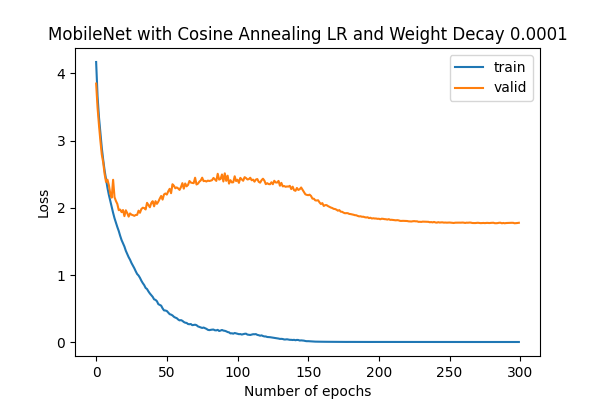 MobileNet with Cosine Annealing LR and Weight Decay 0.0001
train
valid
Loss
4
3
2
1
0
0 50 100 150 200 250 300
Number of epochs